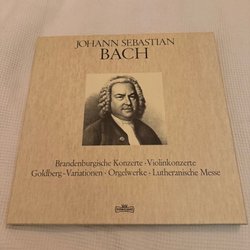 JOHANN SEBASTIAN
BACH
Brandenburgische Konzerte · Violinkonzerte
Goldberg-Variationen · Orgelwerke · Lutheranische Messe